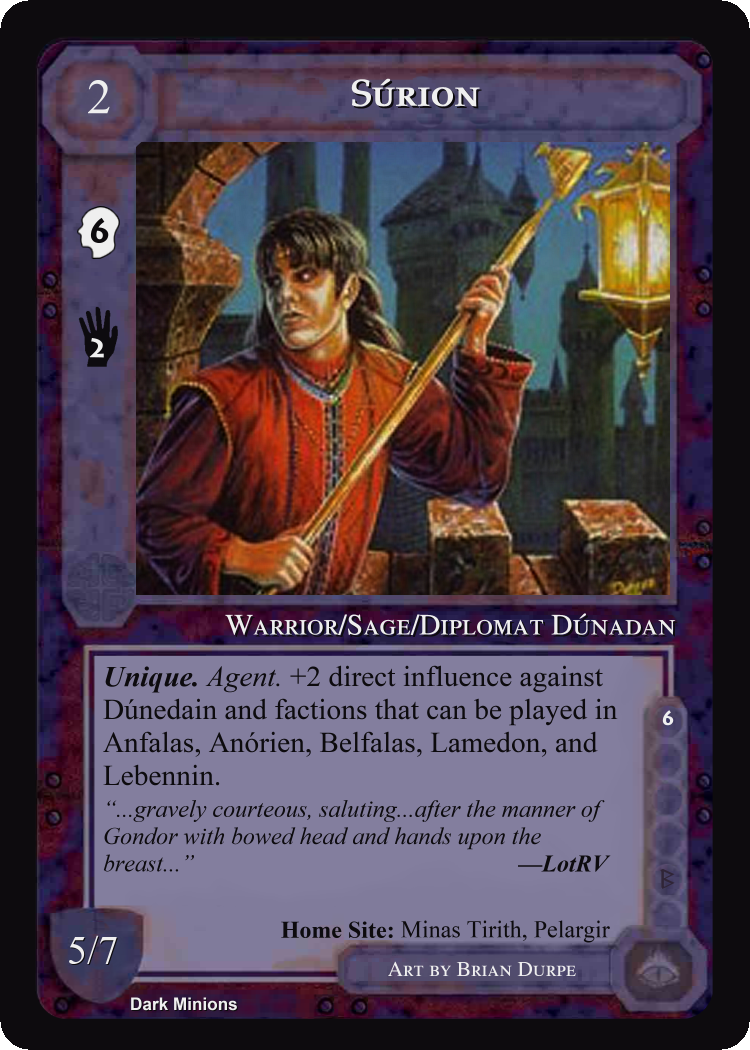 2
SÚRION
6
2
WARRIOR/SAGE/DIPLOMAT DÚNADAN
Unique. Agent. +2 direct influence against
Dúnedain and factions that can be played in
Anfalas, Anórien, Belfalas, Lamedon, and
Lebennin.
6
“...gravely courteous, saluting...after the manner of
Gondor with bowed head and hands upon the
breast...” —LotRV
Home Site: Minas Tirith, Pelargir
5/7
ART BY BRIAN DURPE
Dark Minions